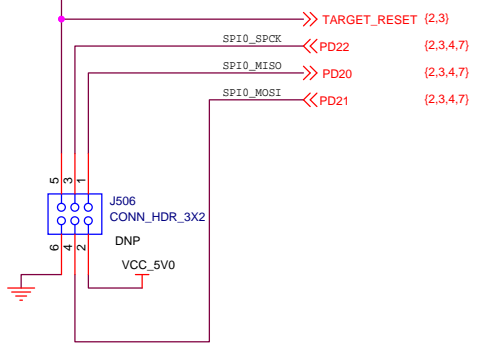 TARGET_RESET {2,3}
SPI0_SPCK PD22 {2,3,4,7}
SPI0_MISO PD20 {2,3,4,7}
SPI0_MOSI PD21 {2,3,4,7}
5 3 1
J506
CONN_HDR_3X2
6 4 2
DNP
VCC_5V0